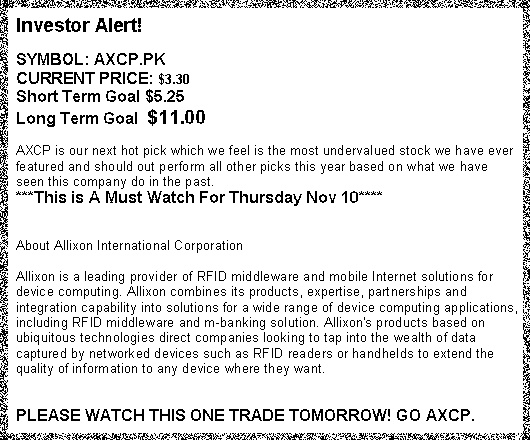 Investor Alert!
SYMBOL: AXCP.PK
CURRENT PRICE: $3.30
Short Term Goal $5.25
Long Term Goal $11.00
AXCP is our next hot pick which we feel is the most undervalued stock we have ever
featured and should out perform all other picks this year based on what we have
seen this company do in the past.
***This is A Must Watch For Thursday Nov 10****
About Allixon International Corporation
Allixon is a leading provider of RFID middleware and mobile Internet solutions for
device computing. Allixon combines its products, expertise, partnerships and
integration capability into solutions for a wide range of device computing applications,
including RFID middleware and m-banking solution. Allixon's products based on
ubiquitous technologies direct companies looking to tap into the wealth of data
captured by networked devices such as RFID readers or handhelds to extend the
quality of information to any device where they want.
PLEASE WATCH THIS ONE TRADE TOMORROW! GO AXCP.